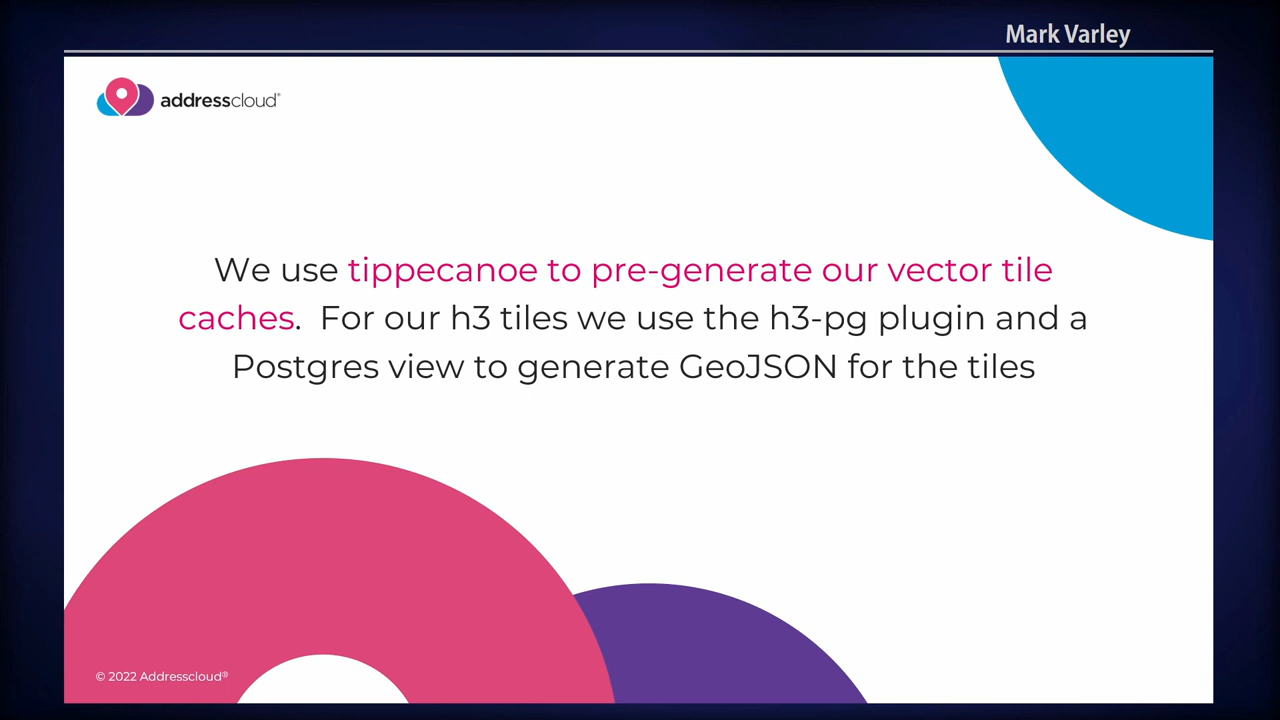 Mark Varley
addresscloud®
We use tippecanoe to pre-generate our vector tile
caches. For our h3 tiles we use the h3-pg plugin and a
Postgres view to generate GeoJSON for the tiles
© 2022 Addresscloud®